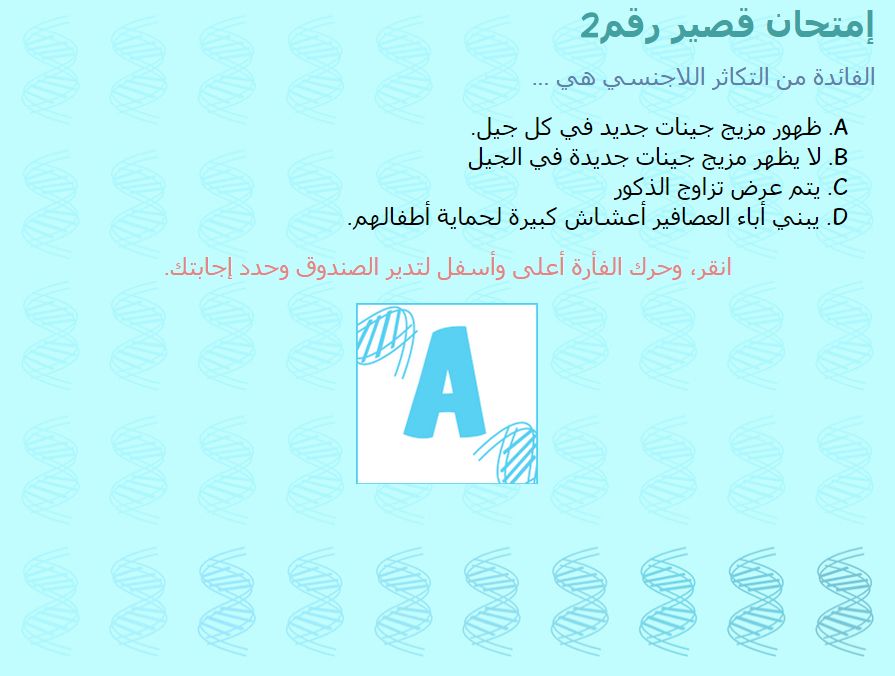 إمتحان قصير رقم2
الفائدة من التكاثر اللاجنسي هي ...
A. ظهور مزيج جينات جديد في كل جيل.
B. لا يظهر مزيج جينات جديدة في الجيل
C. يتم عرض تزاوج الذكور
D. يبني أباء العصافير أعشاش كبيرة لحماية أطفالهم.
انقر، وحرك الفأرة أعلى وأسفل لتدير الصندوق وحدد إجابتك.
A